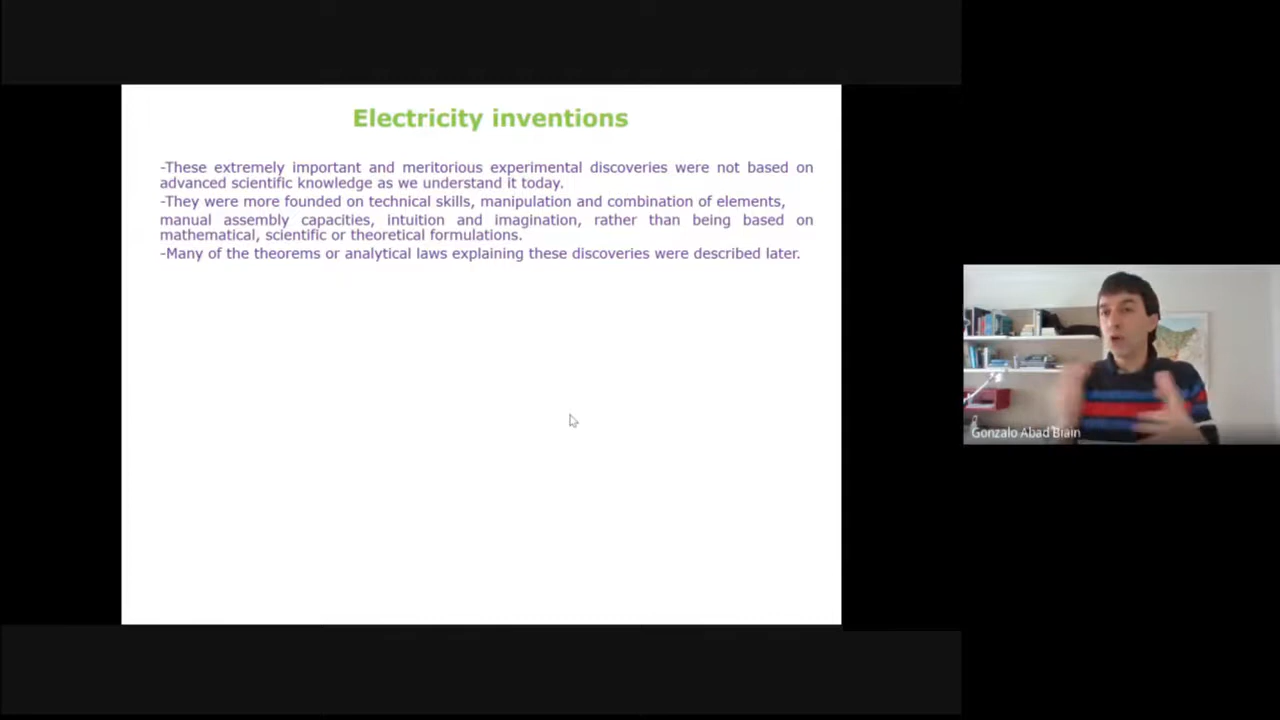 Electricity inventions
-These extremely important and meritorious experimental discoveries were not based on
advanced scientific knowledge as we understand it today.
-They were more founded on technical skills, manipulation and combination of elements,
manual assembly capacities, intuition and imagination, rather than being based on
mathematical, scientific or theoretical formulations.
-Many of the theorems or analytical laws explaining these discoveries were described later.
Gonzalo Abad Biain